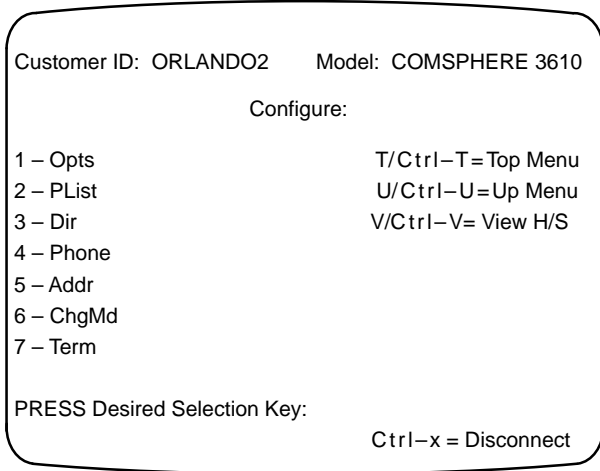 Customer ID: ORLANDO2 Model: COMSPHERE 3610
Configure:
1 – Opts T/Ctrl–T=Top Menu
2 – PList U/Ctrl–U=Up Menu
3 – Dir V/Ctrl–V= View H/S
4 – Phone
5 – Addr
6 – ChgMd
7 – Term
PRESS Desired Selection Key:
Ctrl–x = Disconnect